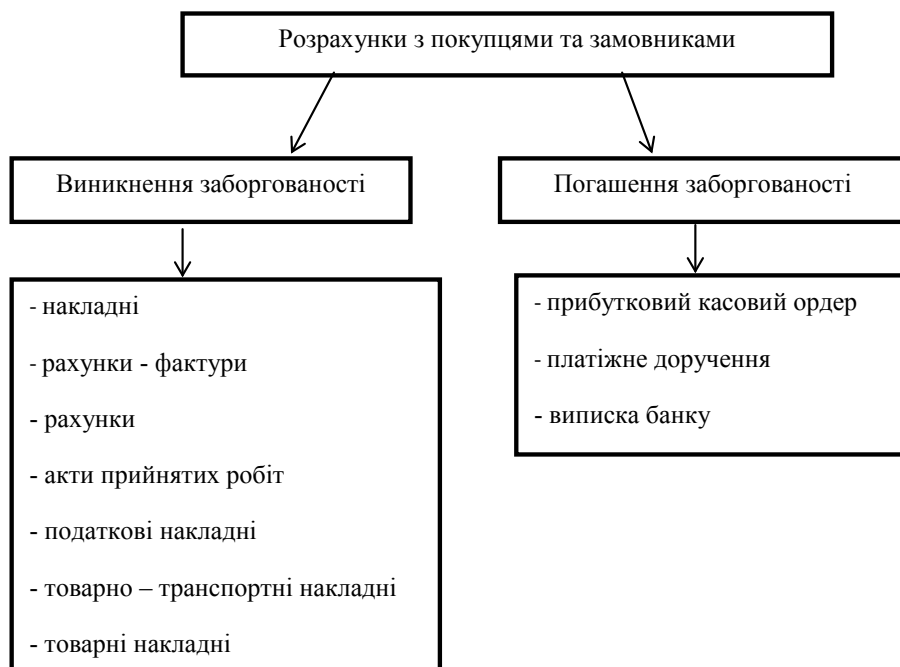 Розрахунки з покупцями та замовниками
Виникнення заборгованості
Погашення заборгованості
- накладні
- рахунки - фактури
- рахунки
- акти прийнятих робіт
- податкові накладні
- товарно – транспортні накладні
- товарні накладні
- прибутковий касовий ордер
- платіжне доручення
- виписка банку